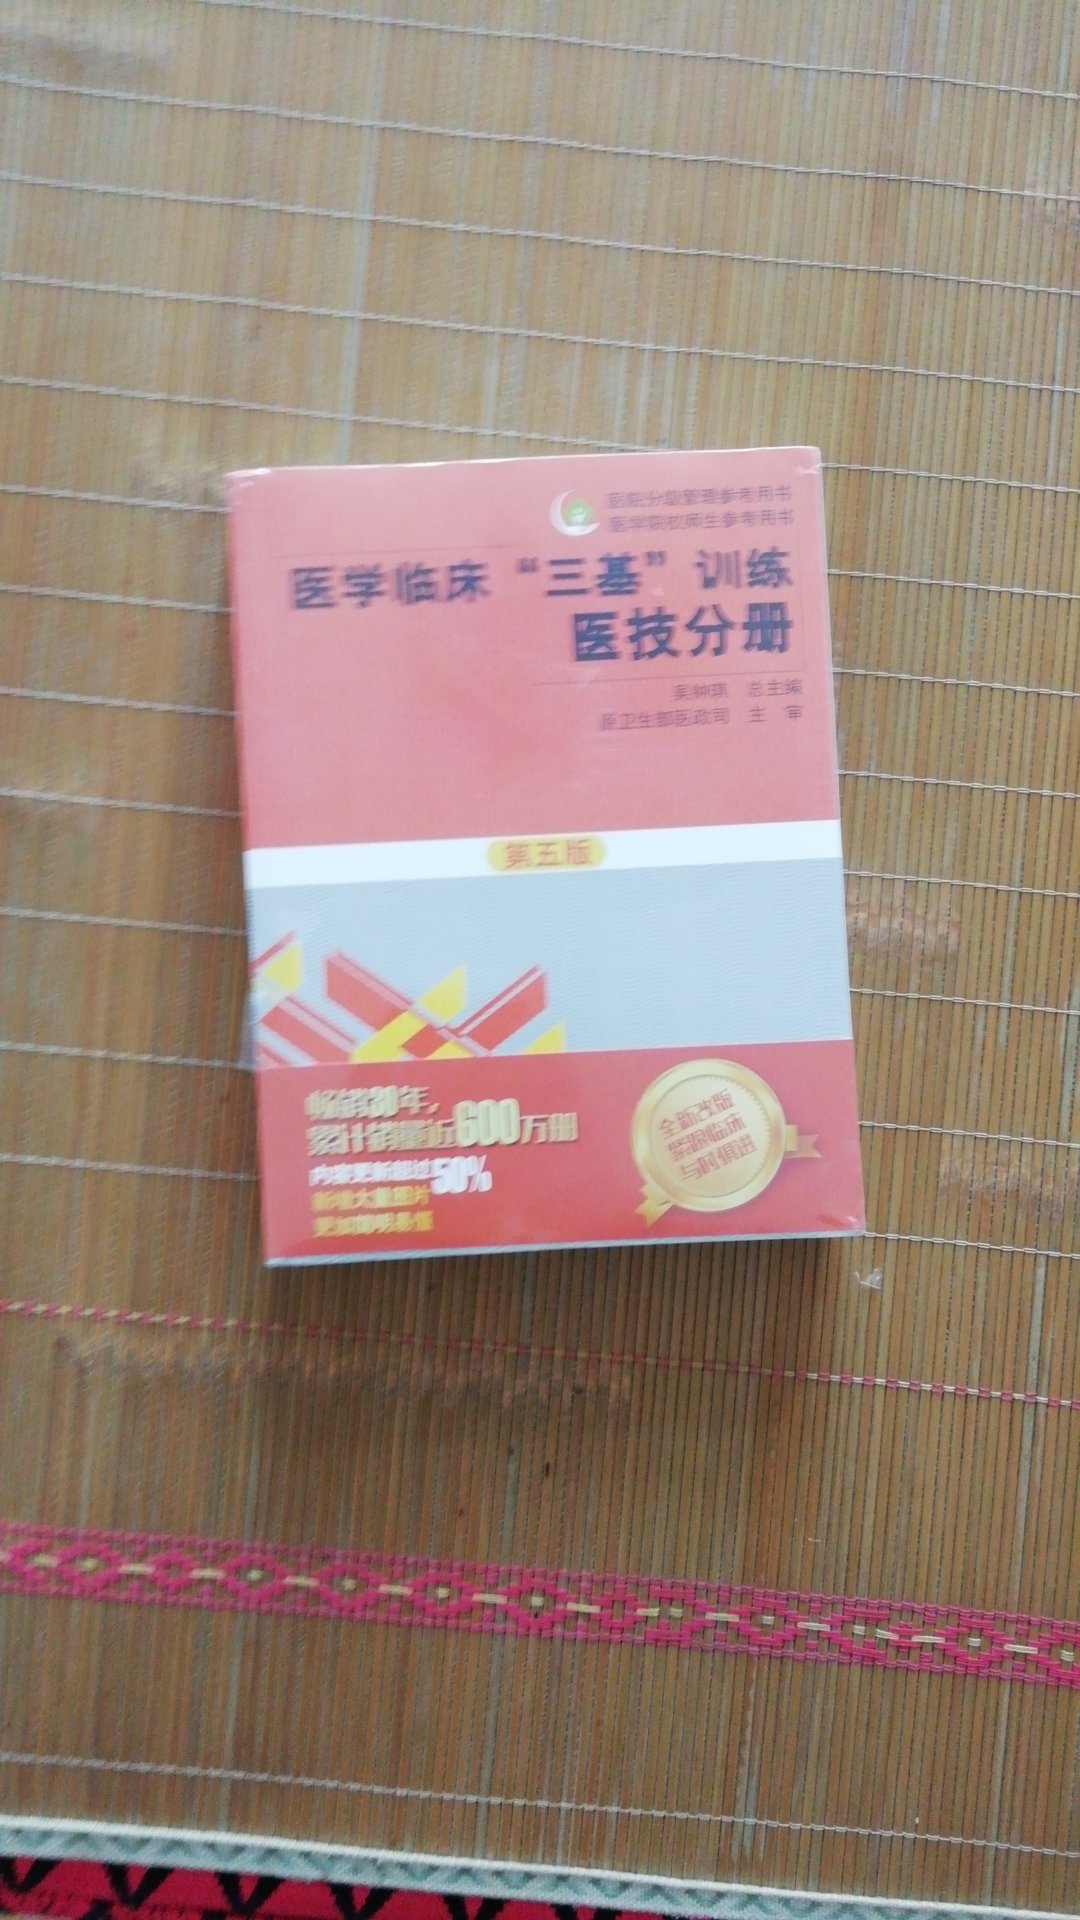 医院分级管理参考用书
医学院校师生参考用书
医学临床“三基”训练
医技分册
吴钟琪 总主编
原卫生部医政司 主 审
第五版
畅销30年，
累计销量近600万册
内容更新超过50%
新增大量图片
更加简明易懂
全新改版
紧跟临床
与时俱进